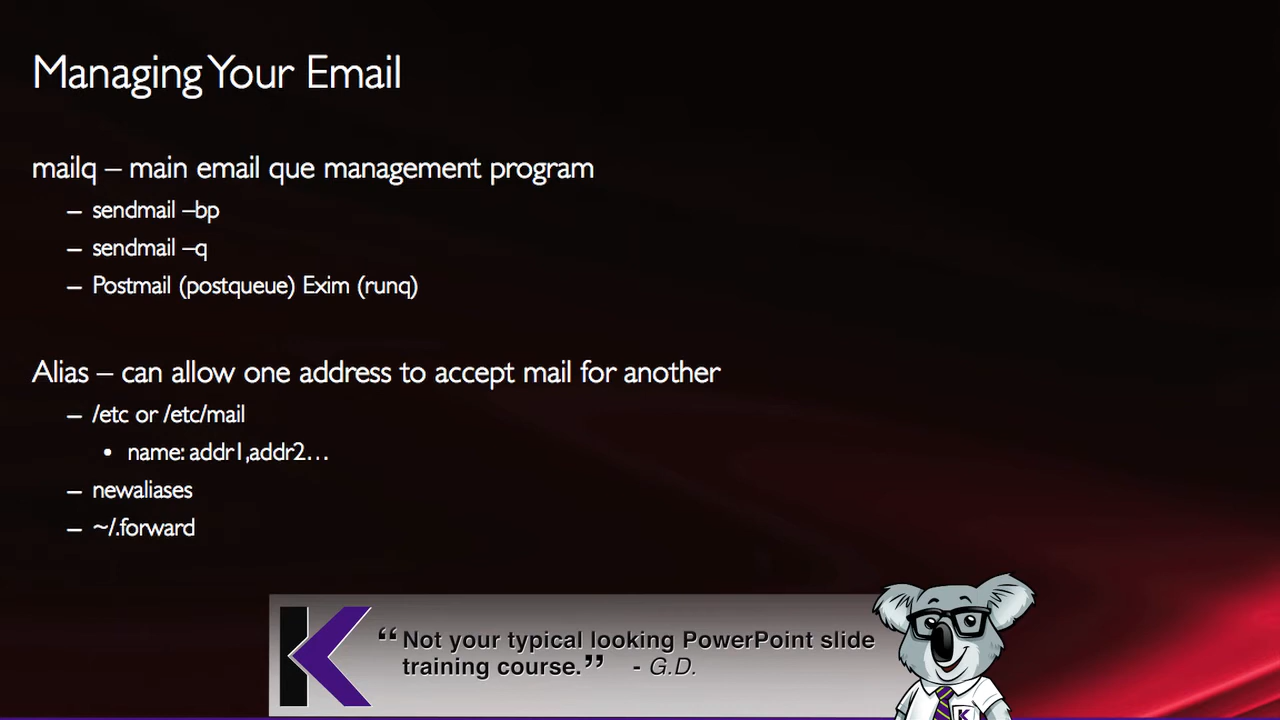 Managing Your Email
mailq – main email que management program
– sendmail –bp
– sendmail –q
– Postmail (postqueue) Exim (runq)
Alias – can allow one address to accept mail for another
– /etc or /etc/mail
• name: addr1,addr2…
– newaliases
– ~/.forward
K “Not your typical looking PowerPoint slide
training course.” - G.D.
K